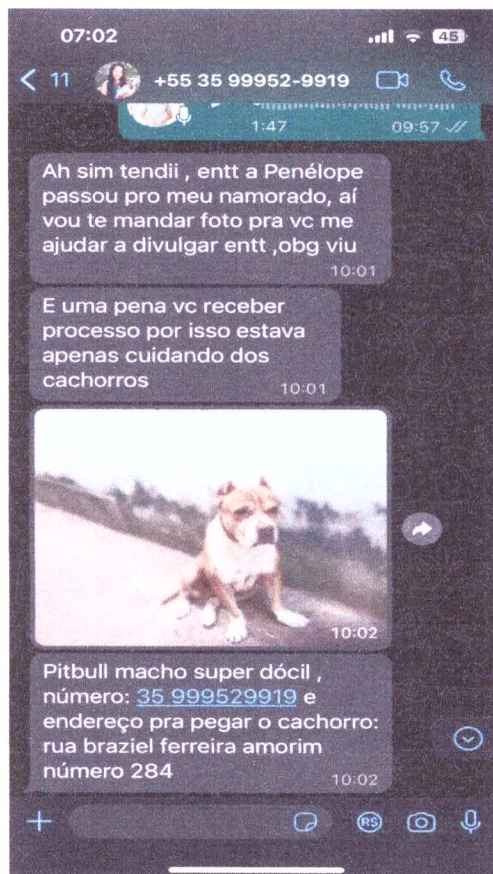 07:02
45
11
+55 35 99952-9919
1:47
09:57
Ah sim tendii , entt a Penélope
passou pro meu namorado, aí
vou te mandar foto pra vc me
ajudar a divulgar entt ,obg viu
10:01
E uma pena vc receber
processo por isso estava
apenas cuidando dos
cachorros
10:01
10:02
Pitbull macho super dócil ,
número: 35 999529919 e
endereço pra pegar o cachorro:
rua braziel ferreira amorim
número 284
10:02
R$